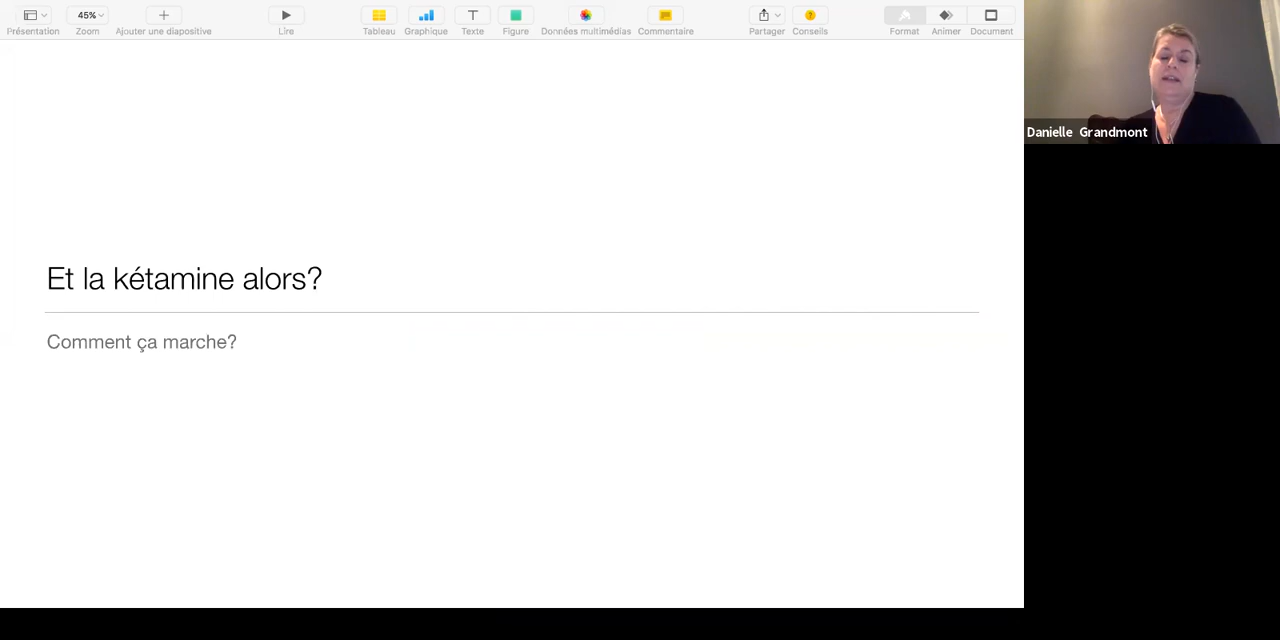 45%
Présentation Zoom Ajouter une diapositive Lire Tableau Graphique Texte Figure Données multimédias Commentaire Partager Conseils Format Animer Document
Danielle Grandmont
Et la kétamine alors?
Comment ça marche?